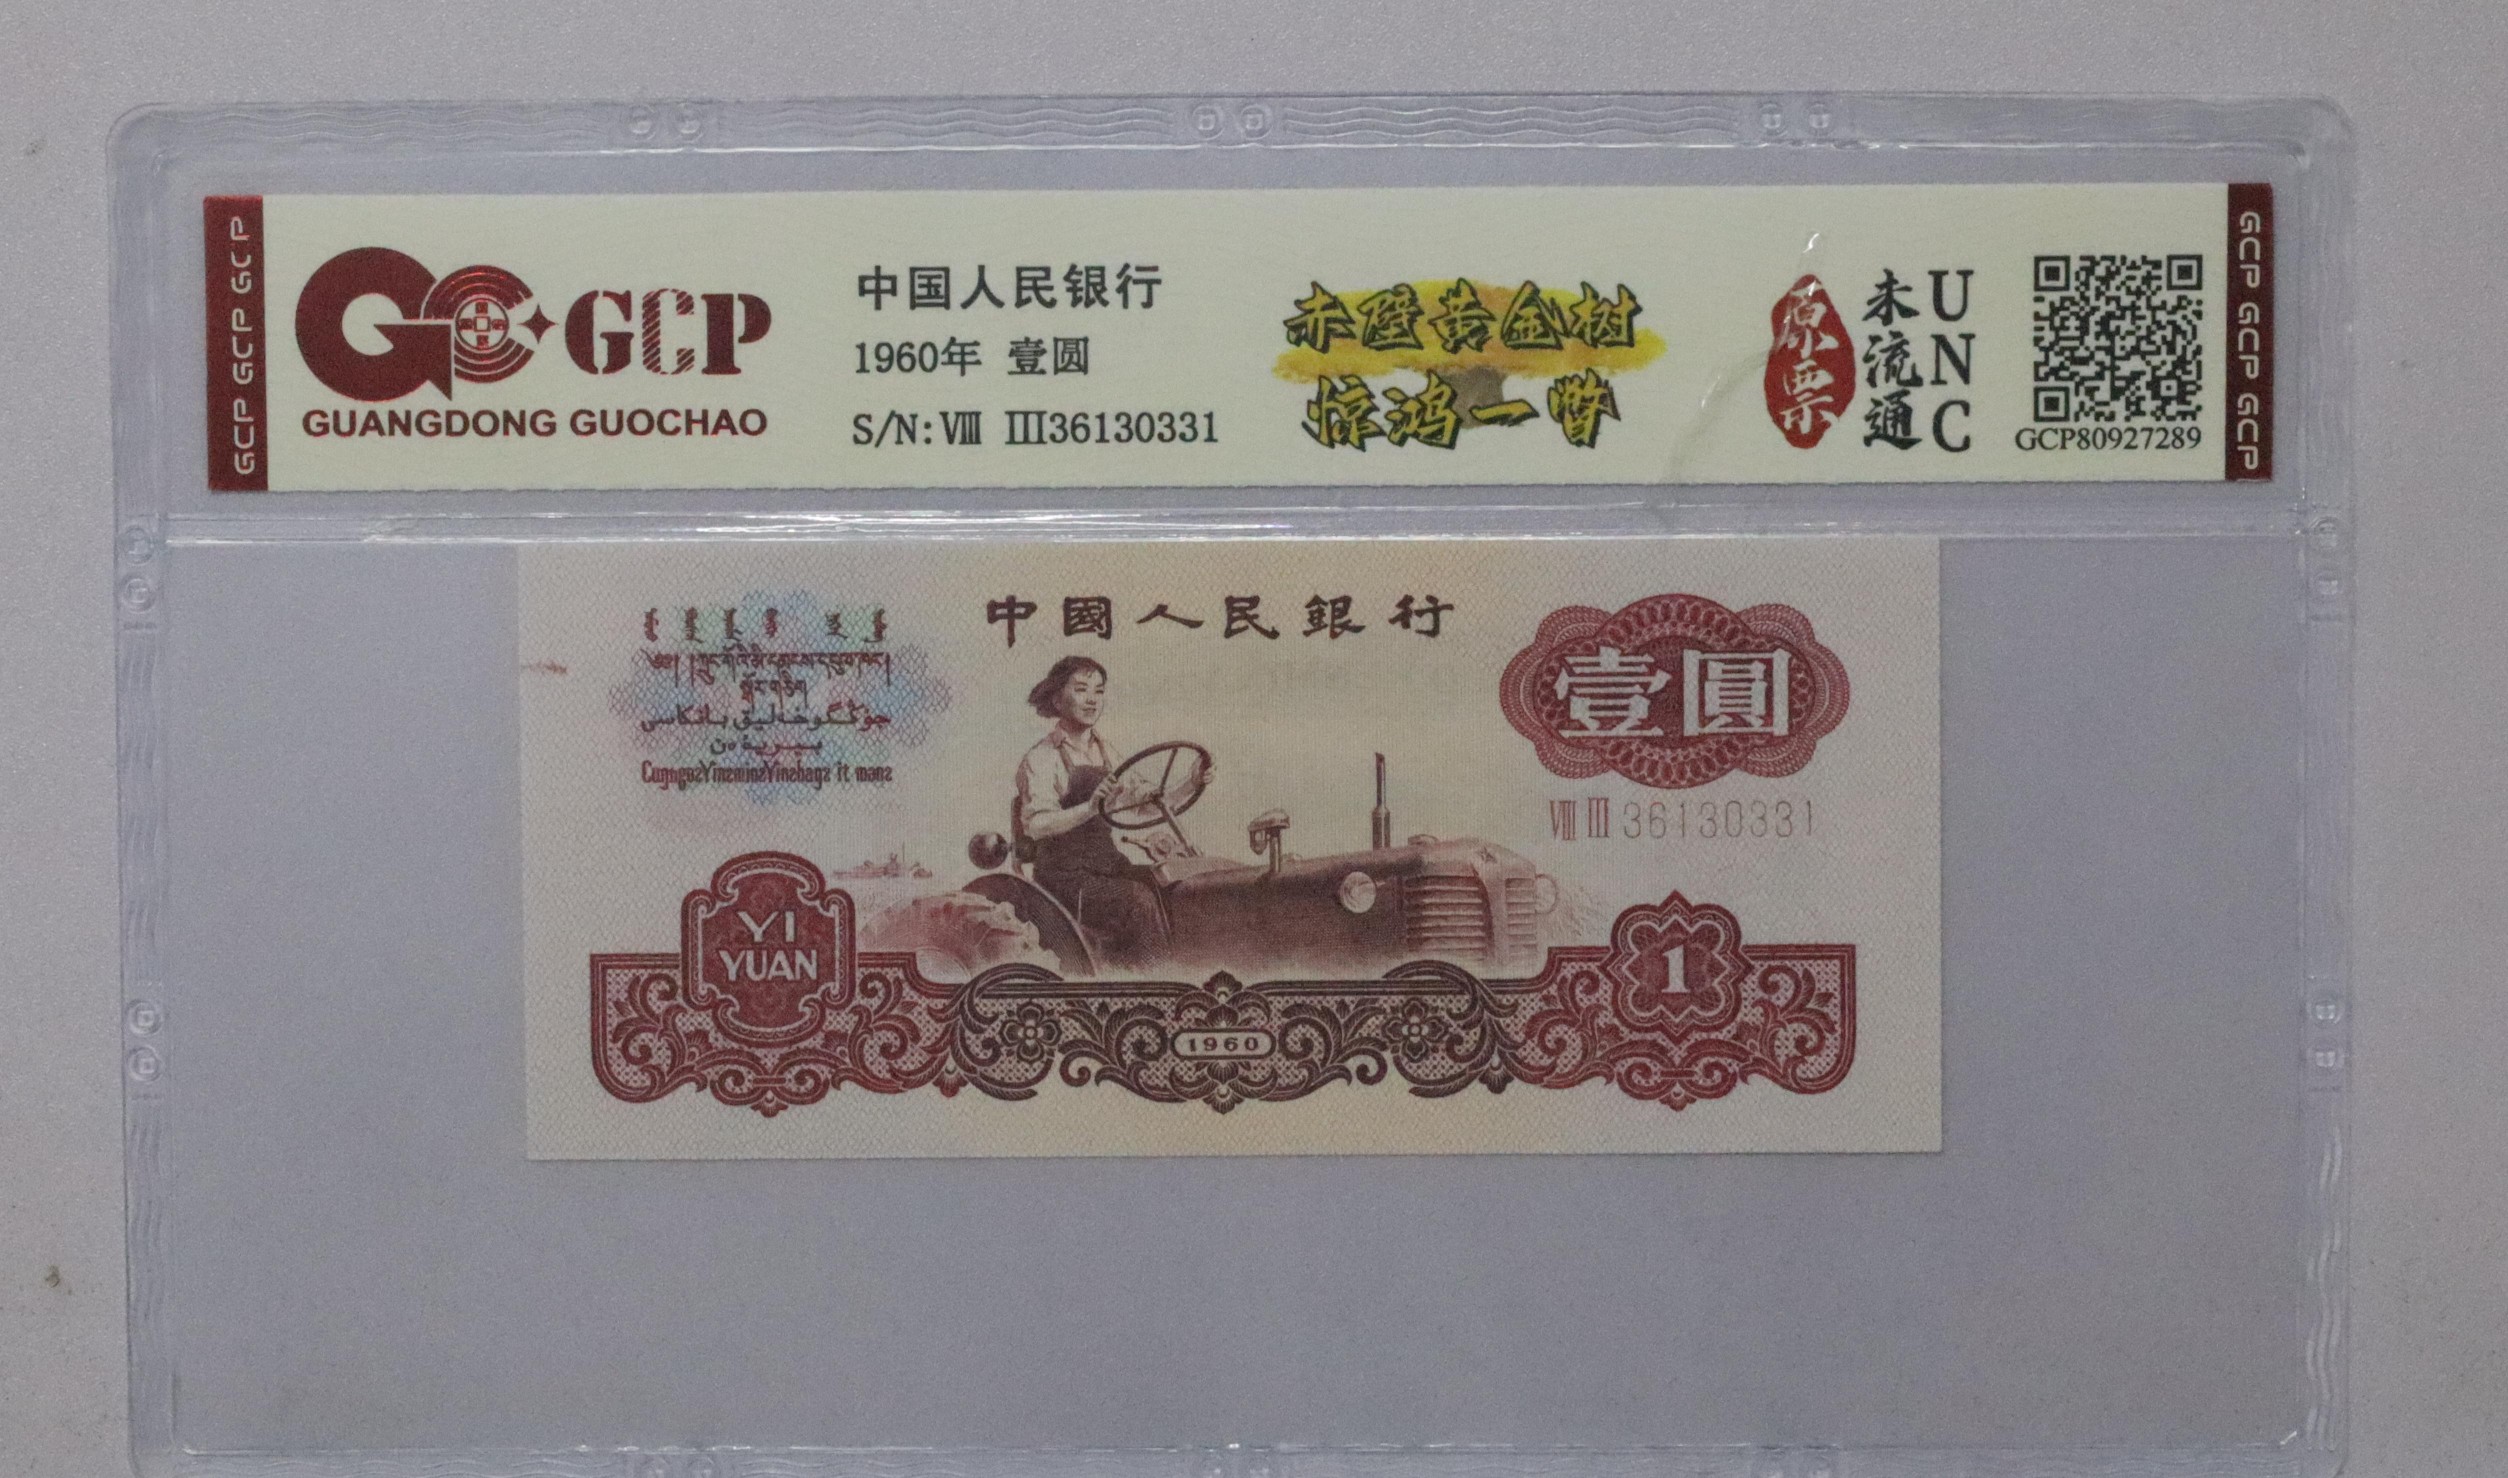 GCP GCP GCP
GCP
GUANGDONG GUOCHAO
中国人民银行
1960年 壹圆
S/N:Ⅷ Ⅲ36130331
赤壁黄金树
惊鸿一瞥
原票
未流通
UNC
GCP80927289
GCP GCP GCP
中國人民銀行
壹圓
Ⅷ Ⅲ 36130331
YI
YUAN
1960
1